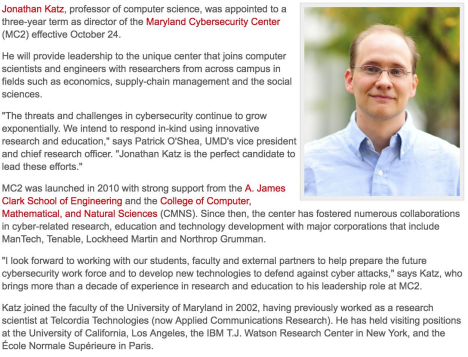 Jonathan Katz, professor of computer science, was appointed to a
three-year term as director of the Maryland Cybersecurity Center
(MC2) effective October 24.
He will provide leadership to the unique center that joins computer
scientists and engineers with researchers from across campus in
fields such as economics, supply-chain management and the social
sciences.
"The threats and challenges in cybersecurity continue to grow
exponentially. We intend to respond in-kind using innovative
research and education," says Patrick O'Shea, UMD's vice president
and chief research officer. "Jonathan Katz is the perfect candidate to
lead these efforts."
MC2 was launched in 2010 with strong support from the A. James
Clark School of Engineering and the College of Computer,
Mathematical, and Natural Sciences (CMNS). Since then, the center has fostered numerous collaborations
in cyber-related research, education and technology development with major corporations that include
ManTech, Tenable, Lockheed Martin and Northrop Grumman.
"I look forward to working with our students, faculty and external partners to help prepare the future
cybersecurity work force and to develop new technologies to defend against cyber attacks," says Katz, who
brings more than a decade of experience in research and education to his leadership role at MC2.
Katz joined the faculty of the University of Maryland in 2002, having previously worked as a research
scientist at Telcordia Technologies (now Applied Communications Research). He has held visiting positions
at the University of California, Los Angeles, the IBM T.J. Watson Research Center in New York, and the
École Normale Supérieure in Paris.